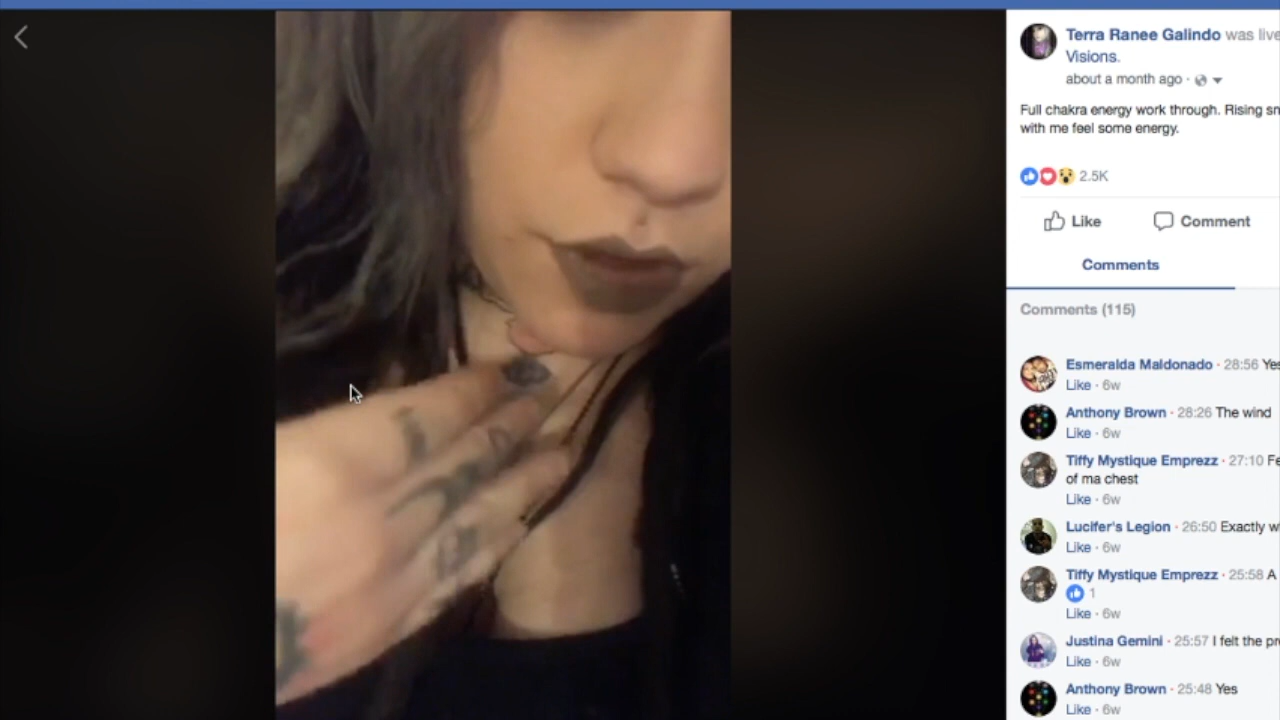 Terra Ranee Galindo was live
Visions.
about a month ago ·
Full chakra energy work through. Rising
with me feel some energy.
2.5K
Like Comment
Comments
Comments (115)
Esmeralda Maldonado · 28:56 Yes
Like · 6w
Anthony Brown · 28:26 The wind
Like · 6w
Tiffy Mystique Emprezz · 27:10
of ma chest
Like · 6w
Lucifer's Legion · 26:50 Exactly
Like · 6w
Tiffy Mystique Emprezz · 25:58 A
1
Like · 6w
Justina Gemini · 25:57 I felt the
Like · 6w
Anthony Brown · 25:48 Yes
Like · 6w